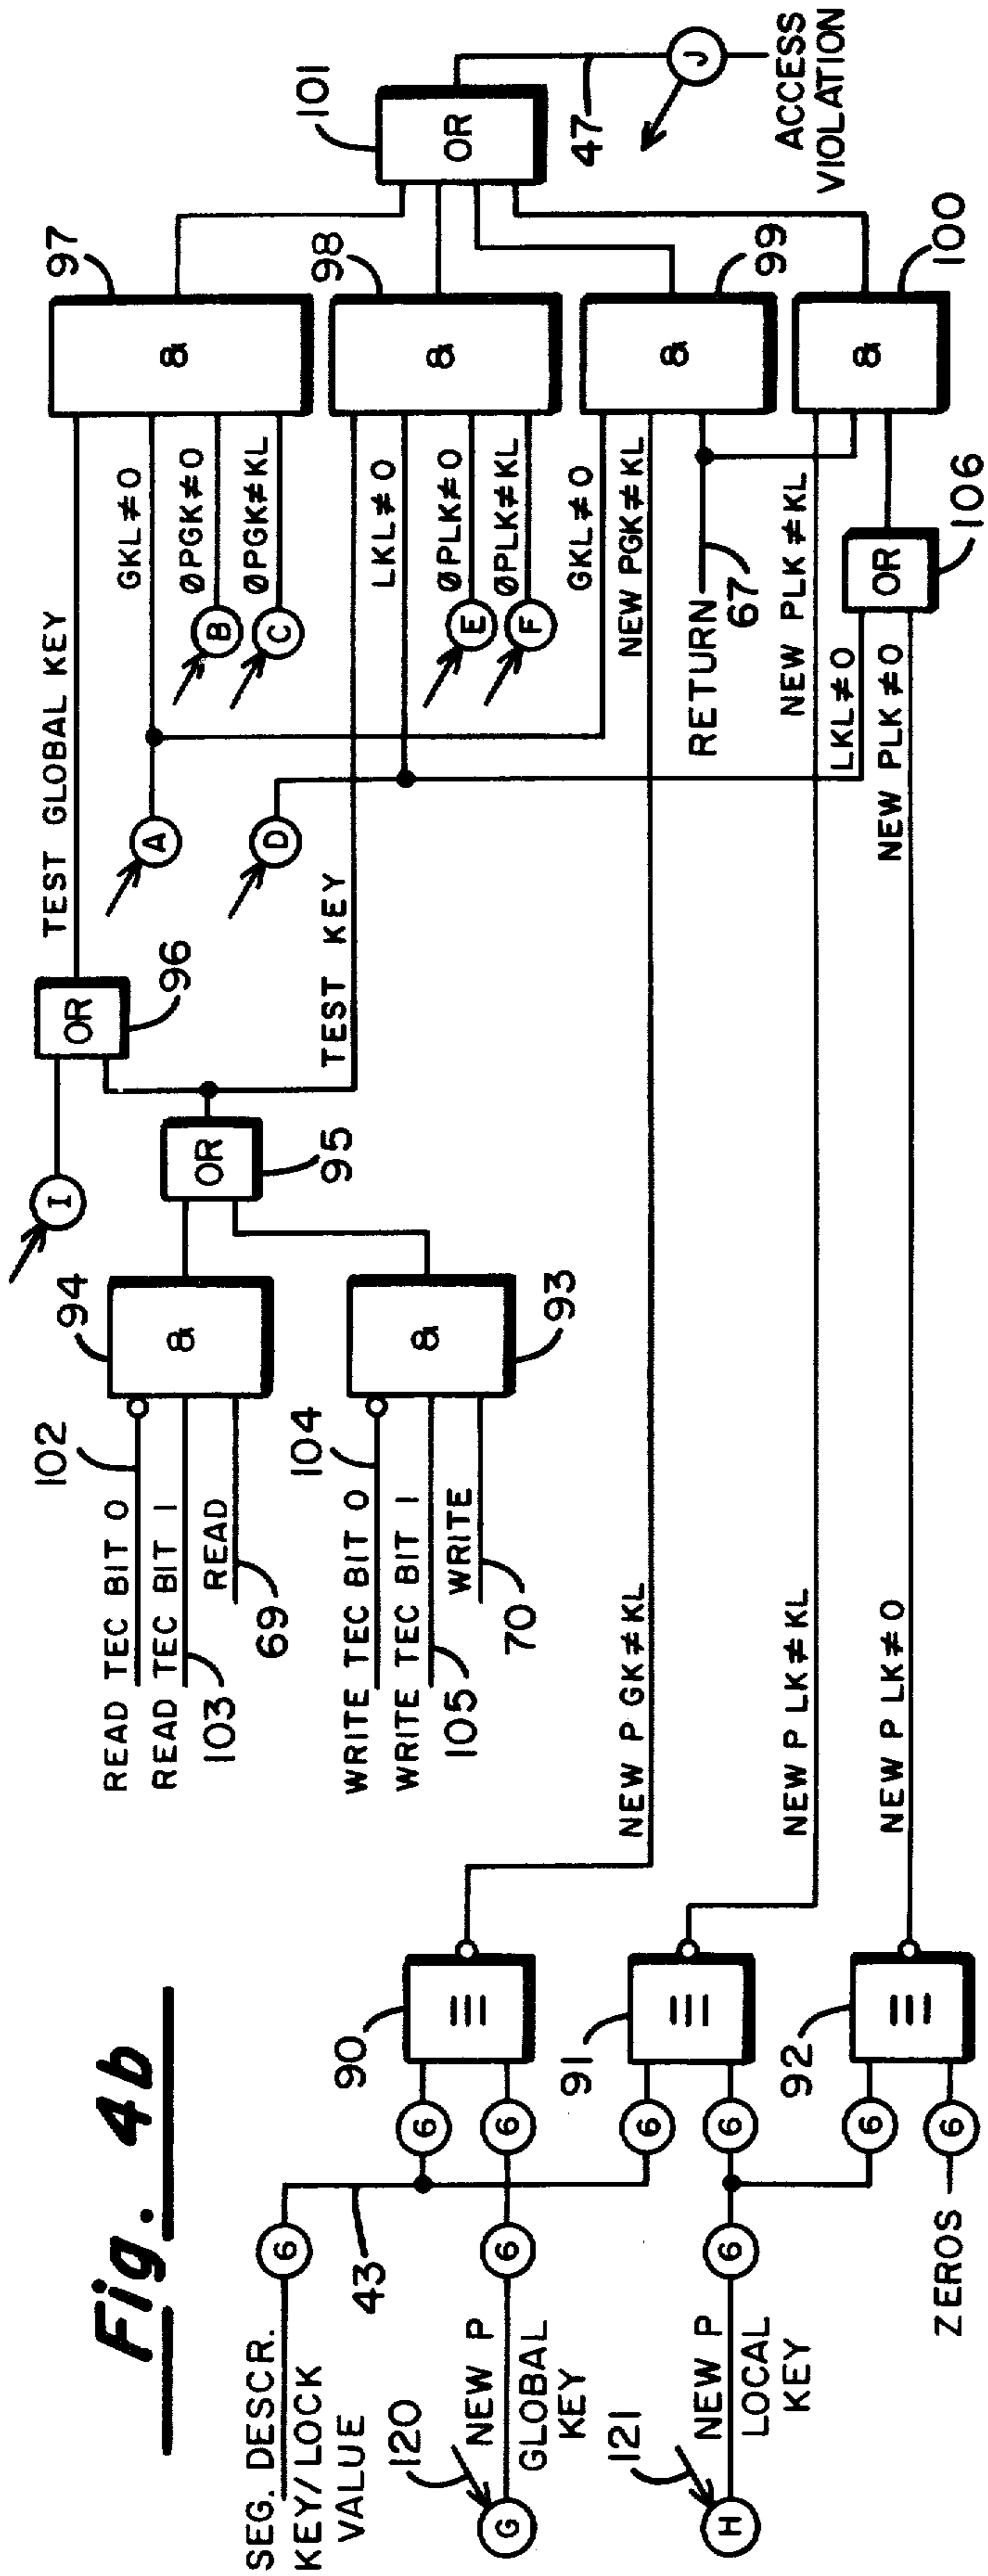 Fig. 4b
SEG. DESCR.
KEY/LOCK
VALUE
6
43
120
G
NEW P
GLOBAL
KEY
6
121
H
NEW P
LOCAL
KEY
6
ZEROS
6
6
6
6
6
6
90
≡
91
≡
92
≡
NEW P GK≠KL
NEW P LK≠KL
NEW P LK≠0
READ TEC BIT 0
READ TEC BIT 1
READ
102
103
69
94
&
WRITE TEC BIT 0
WRITE TEC BIT 1
WRITE
104
105
70
93
&
I
OR
95
OR
96
TEST GLOBAL KEY
TEST KEY
A
GKL≠0
B
ØPGK≠0
C
ØPGK≠KL
D
LKL≠0
E
ØPLK≠0
F
ØPLK≠KL
GKL≠0
NEW PGK≠KL
RETURN
67
NEW PLK≠KL
LKL≠0
NEW PLK≠0
OR
106
97
&
98
&
99
&
100
&
101
OR
47
J
ACCESS
VIOLATION